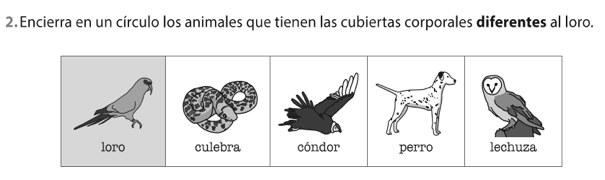 2. Encierra en un círculo los animales que tienen las cubiertas corporales diferentes al loro.
loro culebra cóndor perro lechuza